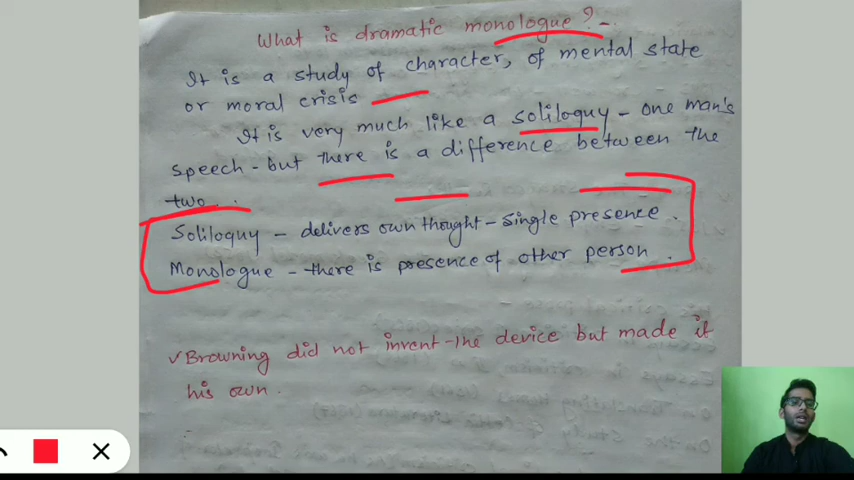 What is dramatic monologue? -
It is a study of character, of mental state
or moral crisis
It is very much like a soliloquy - one man's
speech - but there is a difference between the
two.
Soliloquy - delivers own thought - single presence.
Monologue - there is presence of other person.
✓Browning did not invent the device but made it
his own.